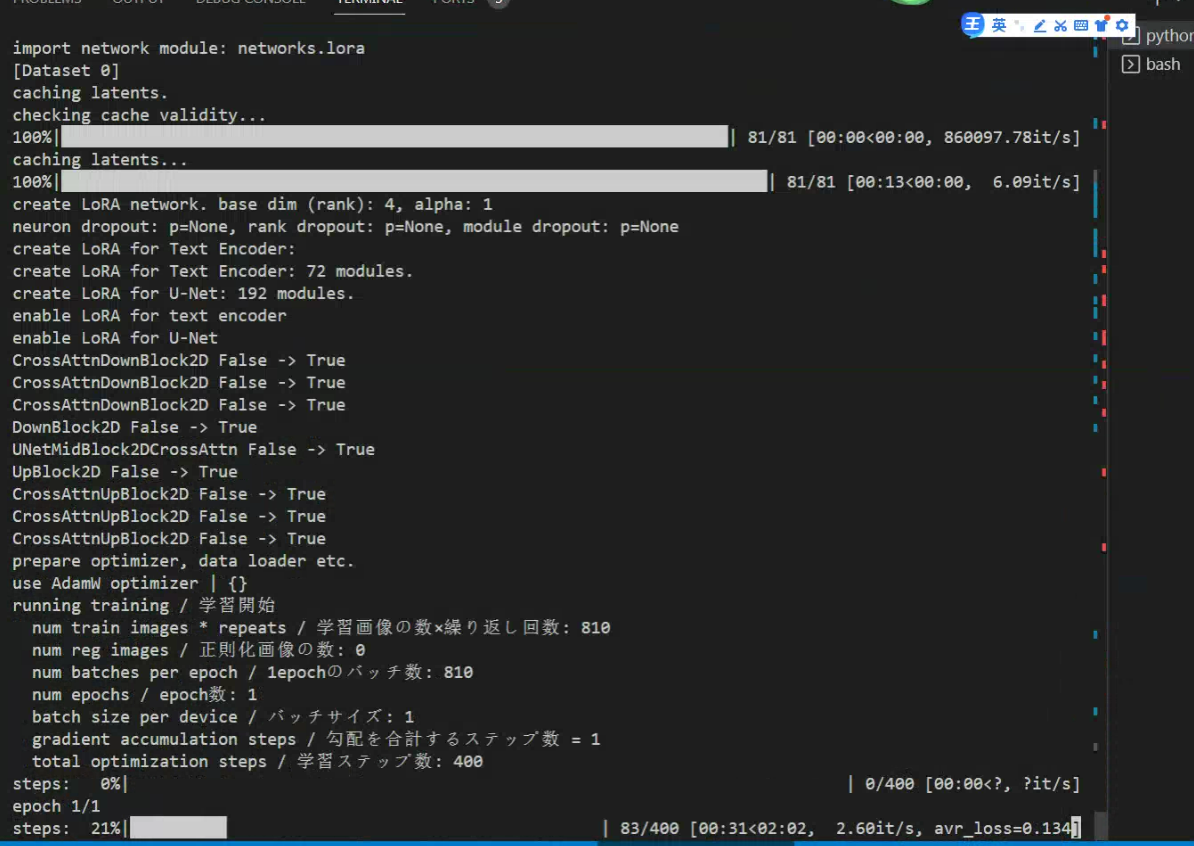 PROBLEMS OUTPUT DEBUG CONSOLE TERMINAL PORTS
英
python
bash
import network module: networks.lora
[Dataset 0]
caching latents.
checking cache validity...
100%| | 81/81 [00:00<00:00, 860097.78it/s]
caching latents...
100%| | 81/81 [00:13<00:00, 6.09it/s]
create LoRA network. base dim (rank): 4, alpha: 1
neuron dropout: p=None, rank dropout: p=None, module dropout: p=None
create LoRA for Text Encoder:
create LoRA for Text Encoder: 72 modules.
create LoRA for U-Net: 192 modules.
enable LoRA for text encoder
enable LoRA for U-Net
CrossAttnDownBlock2D False -> True
CrossAttnDownBlock2D False -> True
CrossAttnDownBlock2D False -> True
DownBlock2D False -> True
UNetMidBlock2DCrossAttn False -> True
UpBlock2D False -> True
CrossAttnUpBlock2D False -> True
CrossAttnUpBlock2D False -> True
CrossAttnUpBlock2D False -> True
prepare optimizer, data loader etc.
use AdamW optimizer | {}
running training / 学習開始
num train images * repeats / 学習画像の数×繰り返し回数: 810
num reg images / 正則化画像の数: 0
num batches per epoch / 1epochのバッチ数: 810
num epochs / epoch数: 1
batch size per device / バッチサイズ: 1
gradient accumulation steps / 勾配を合計するステップ数 = 1
total optimization steps / 学習ステップ数: 400
steps: 0%| | 0/400 [00:00<?, ?it/s]
epoch 1/1
steps: 21%| | 83/400 [00:31<02:02, 2.60it/s, avr_loss=0.134]